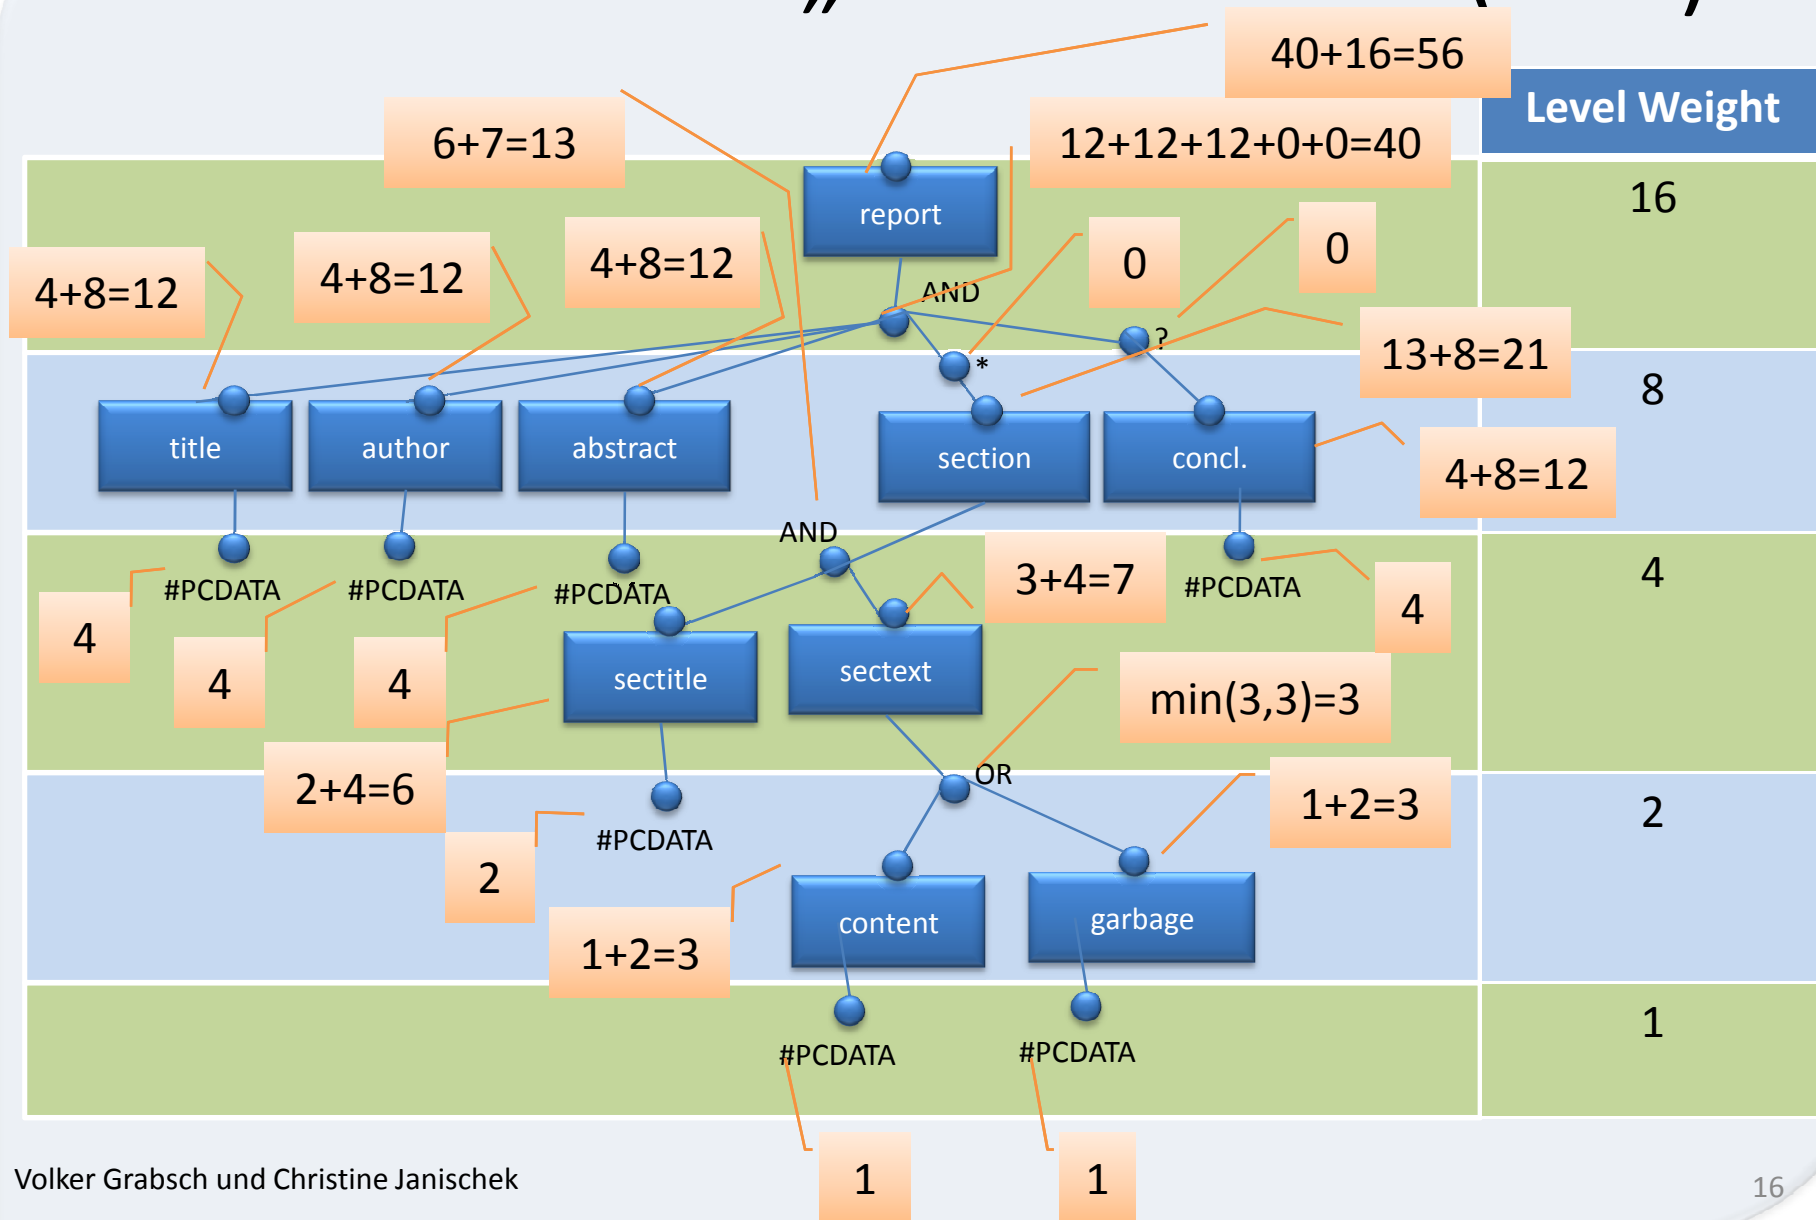 40+16=56
Level Weight
6+7=13
12+12+12+0+0=40
16
report
4+8=12
4+8=12
4+8=12
0
0
AND
?
*
13+8=21
8
title
author
abstract
section
concl.
4+8=12
AND
3+4=7
4
#PCDATA
#PCDATA
#PCDATA
#PCDATA
4
4
4
4
sectitle
sectext
min(3,3)=3
2+4=6
OR
1+2=3
2
#PCDATA
2
content
garbage
1+2=3
1
#PCDATA
#PCDATA
1
1
Volker Grabsch und Christine Janischek
16